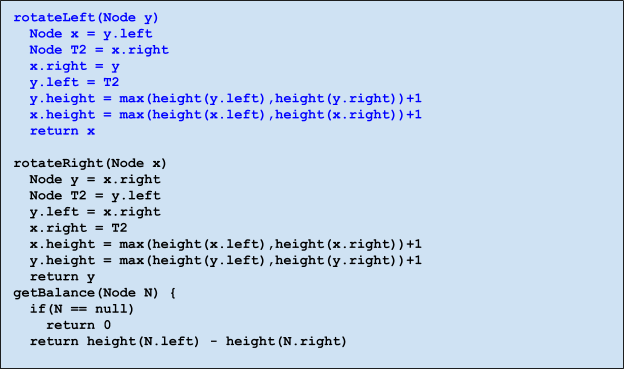 rotateLeft(Node y)
  Node x = y.left
  Node T2 = x.right
  x.right = y
  y.left = T2
  y.height = max(height(y.left),height(y.right))+1
  x.height = max(height(x.left),height(x.right))+1
  return x

rotateRight(Node x)
  Node y = x.right
  Node T2 = y.left
  y.left = x.right
  x.right = T2
  x.height = max(height(x.left),height(x.right))+1
  y.height = max(height(y.left),height(y.right))+1
  return y
getBalance(Node N) {
  if(N == null)
    return 0
  return height(N.left) - height(N.right)